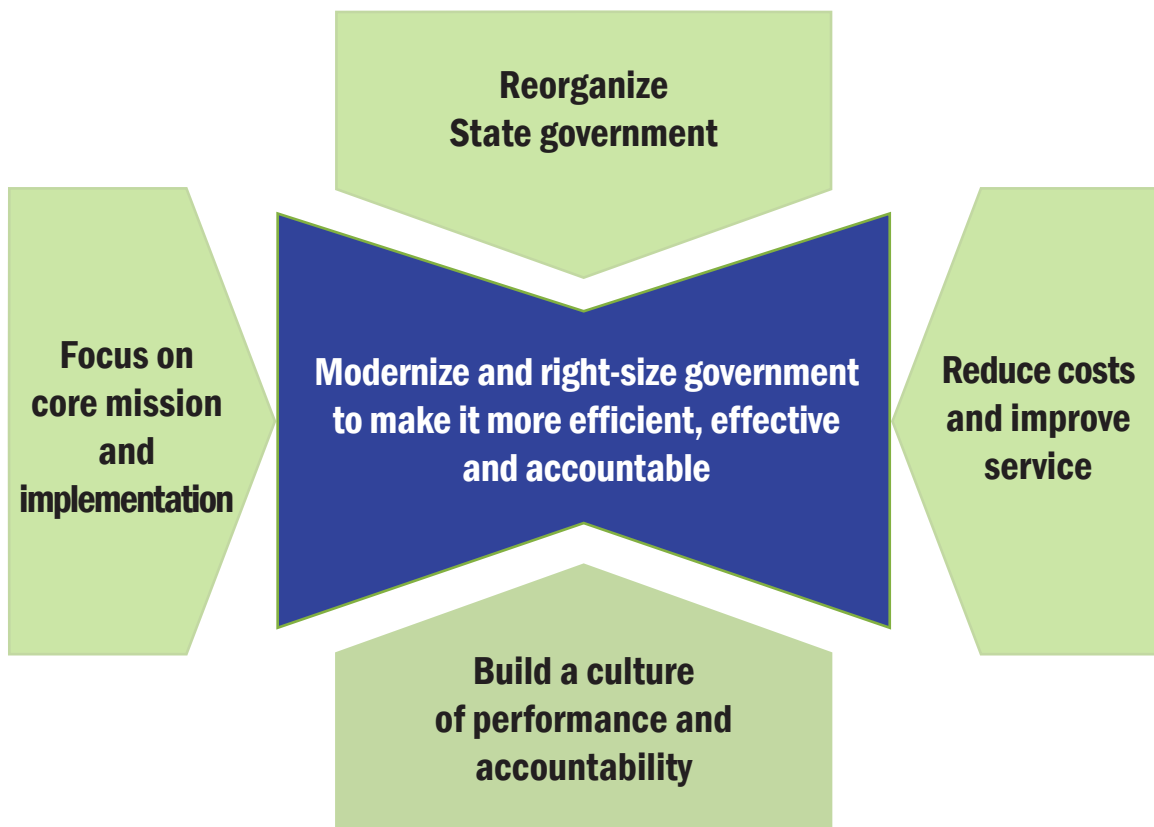 Reorganize
State government
Focus on
core mission
and
implementation
Modernize and right-size government
to make it more efficient, effective
and accountable
Reduce costs
and improve
service
Build a culture
of performance and
accountability